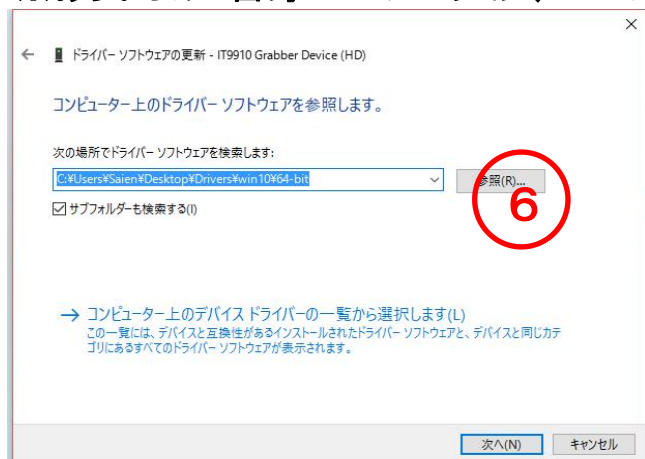 ← ドライバー ソフトウェアの更新 - IT9910 Grabber Device (HD)
コンピューター上のドライバー ソフトウェアを参照します。
次の場所でドライバー ソフトウェアを検索します:
C:¥Users¥Saien¥Desktop¥Drivers¥win10¥64-bit
参照(R)...
6
サブフォルダーも検索する(I)
→ コンピューター上のデバイス ドライバーの一覧から選択します(L)
この一覧には、デバイスと互換性があるインストールされたドライバー ソフトウェアと、デバイスと同じカテ
ゴリにあるすべてのドライバー ソフトウェアが表示されます。
次へ(N)
キャンセル